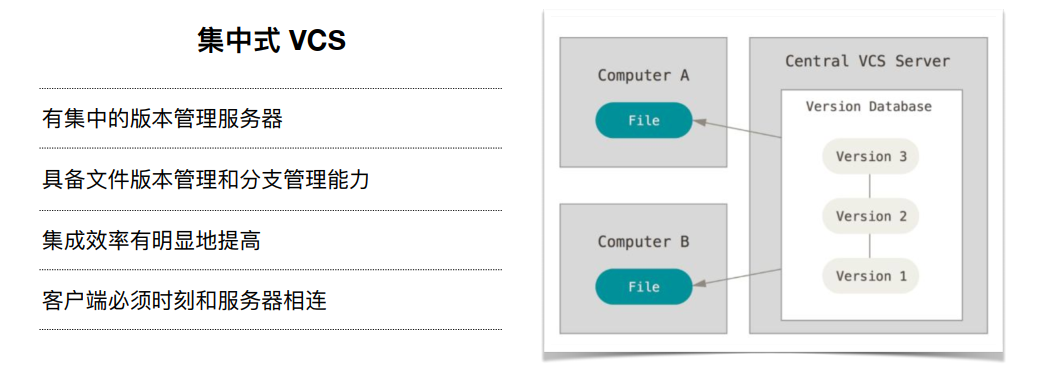 集中式 VCS
有集中的版本管理服务器
具备文件版本管理和分支管理能力
集成效率有明显地提高
客户端必须时刻和服务器相连
Computer A
File
Computer B
File
Central VCS Server
Version Database
Version 3
Version 2
Version 1